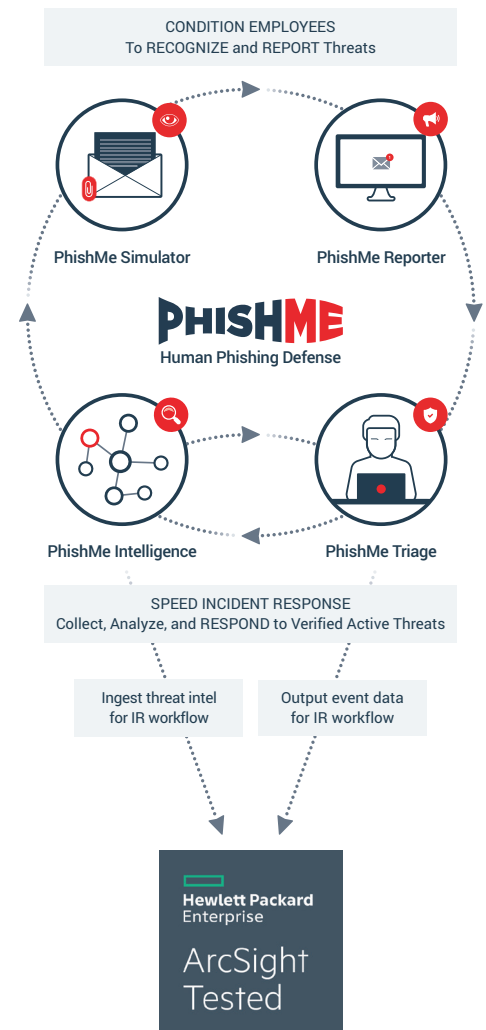 CONDITION EMPLOYEES
To RECOGNIZE and REPORT Threats
PhishMe Simulator
PhishMe Reporter
PHISHME
Human Phishing Defense
PhishMe Intelligence
PhishMe Triage
SPEED INCIDENT RESPONSE
Collect, Analyze, and RESPOND to Verified Active Threats
Ingest threat intel
for IR workflow
Output event data
for IR workflow
Hewlett Packard
Enterprise
ArcSight
Tested